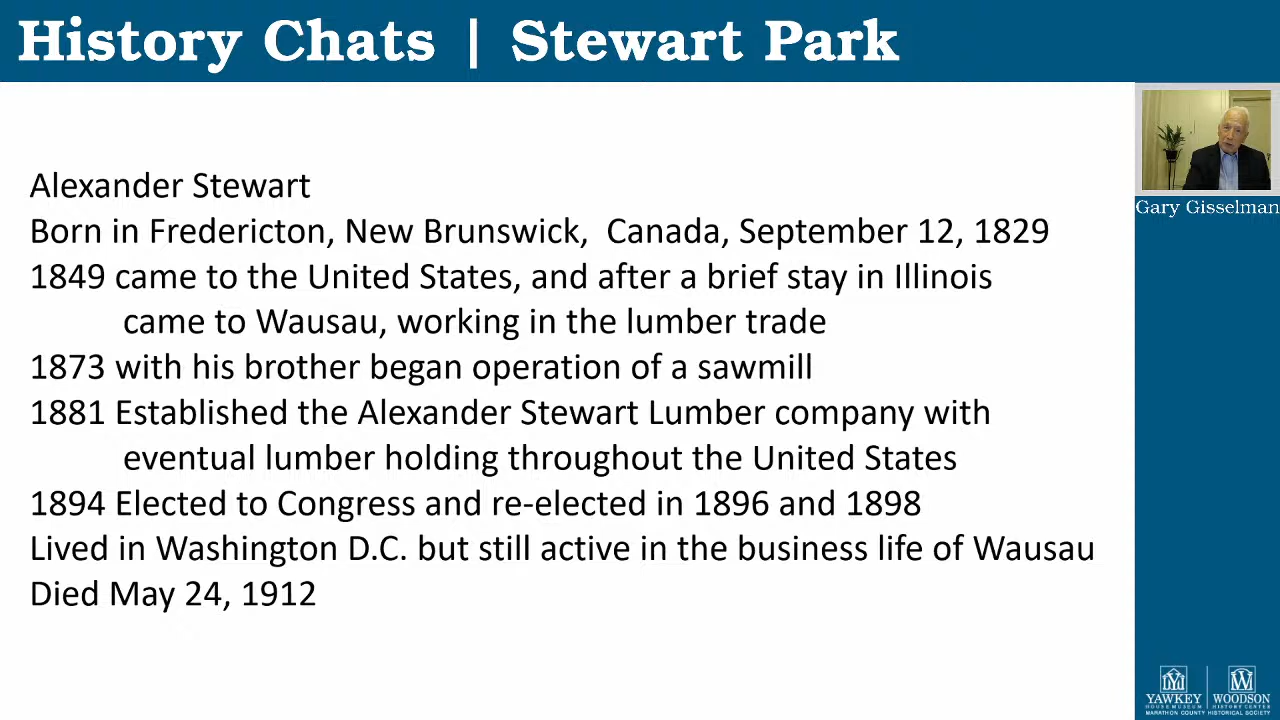 History Chats | Stewart Park
Alexander Stewart
Born in Fredericton, New Brunswick, Canada, September 12, 1829
1849 came to the United States, and after a brief stay in Illinois
came to Wausau, working in the lumber trade
1873 with his brother began operation of a sawmill
1881 Established the Alexander Stewart Lumber company with
eventual lumber holding throughout the United States
1894 Elected to Congress and re-elected in 1896 and 1898
Lived in Washington D.C. but still active in the business life of Wausau
Died May 24, 1912
Gary Gisselman
YAWKEY | WOODSON
HOUSE MUSEUM | HISTORY CENTER
MARATHON COUNTY HISTORICAL SOCIETY